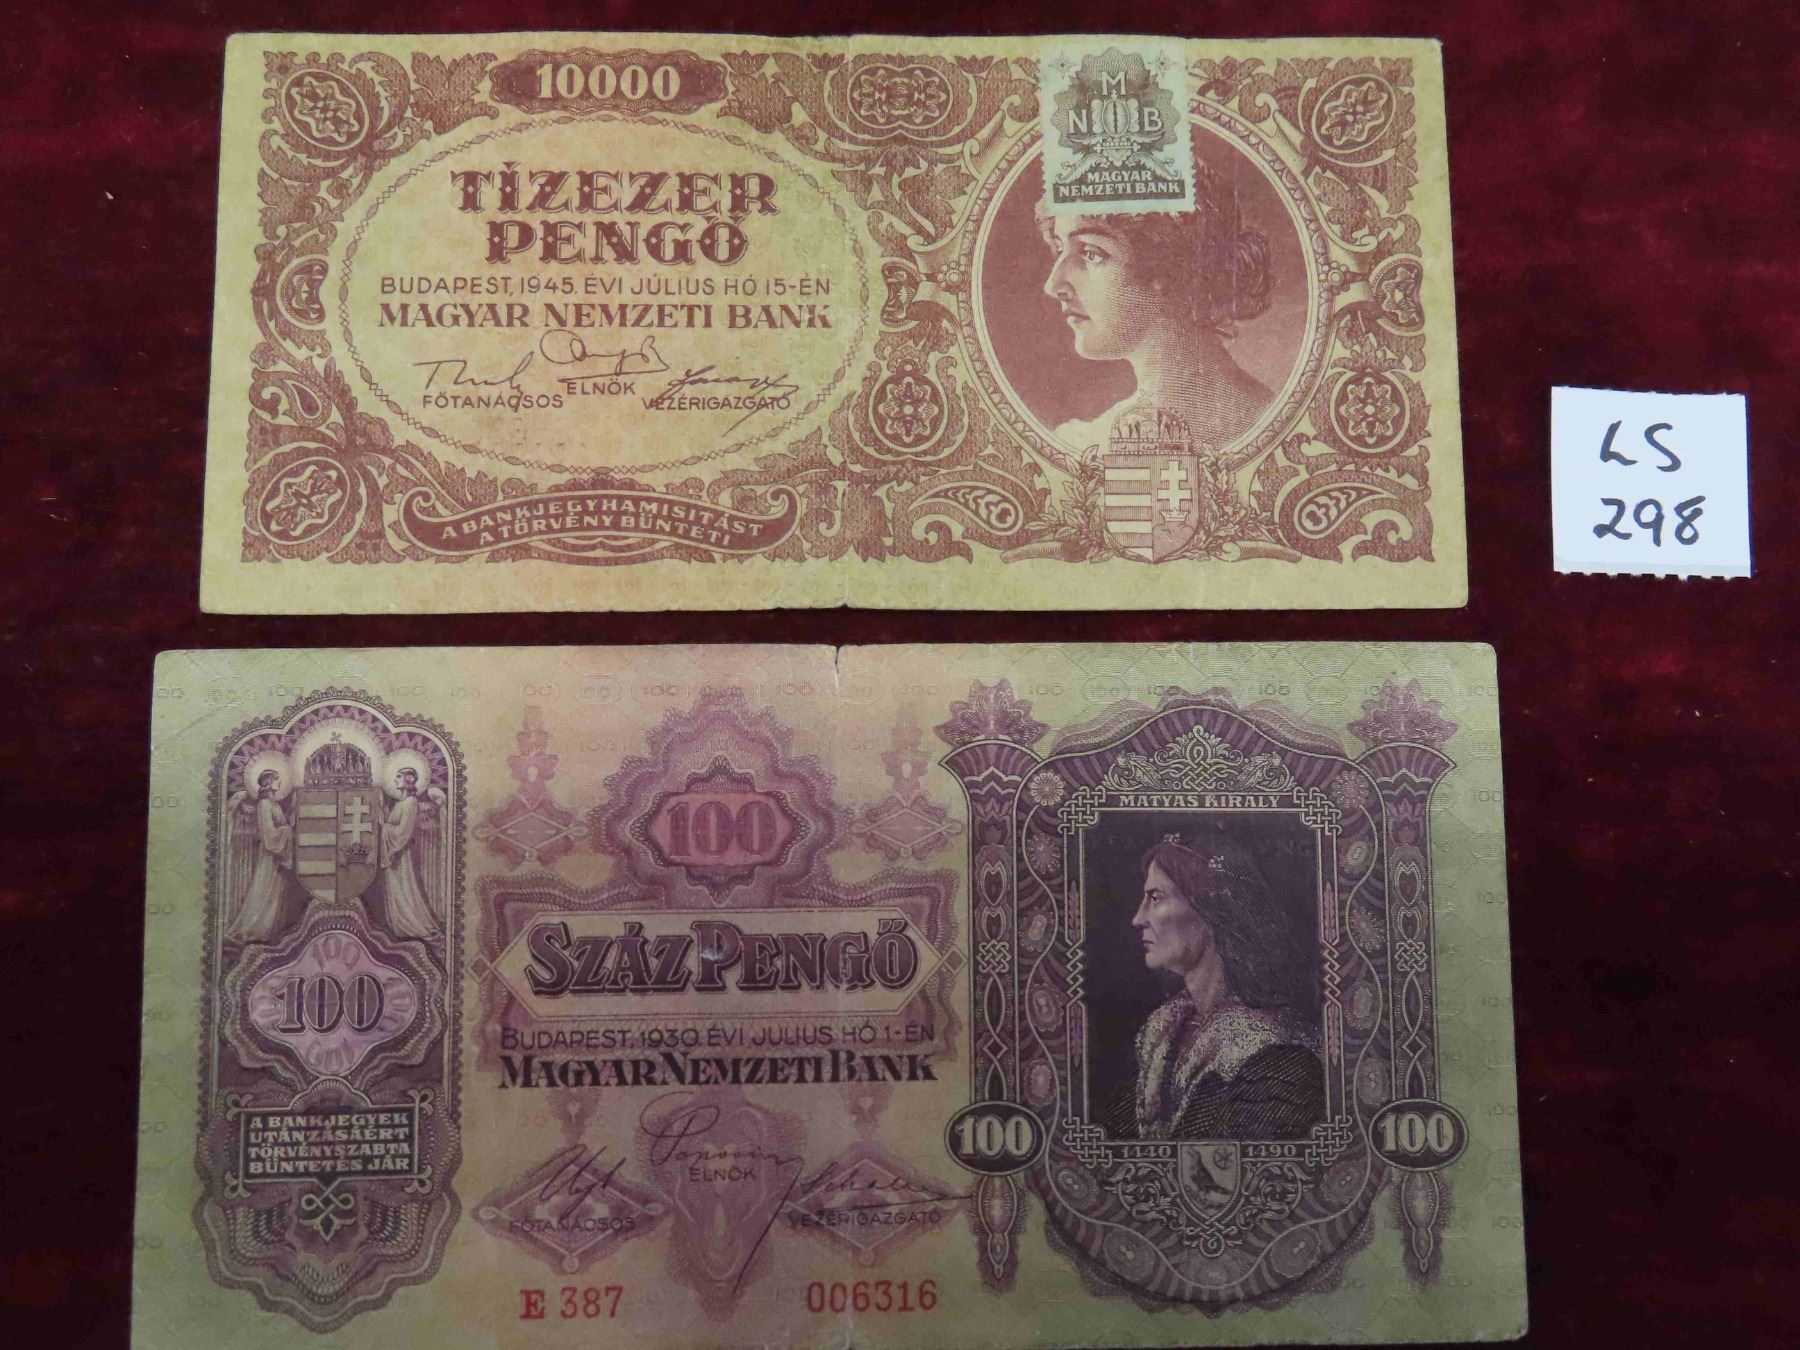 10000
TÍZEZER
PENGŐ
BUDAPEST, 1945. ÉVI JÚLIUS HÓ 15-ÉN
MAGYAR NEMZETI BANK
ELNÖK
FŐTANÁCSOS
VEZÉRIGAZGATÓ
A BANKJEGYHAMISITÁST
A TÖRVÉNY BÜNTETI
M
N B
MAGYAR
NEMZETI BANK
LS
298
100
SZÁZ PENGŐ
BUDAPEST, 1930. ÉVI JULIUS HÓ 1-ÉN
MAGYAR NEMZETI BANK
ELNÖK
FŐTANÁCSOS
VEZÉRIGAZGATÓ
E 387
006316
100
A BANKJEGYEK
UTÁNZÁSÁÉRT
TÖRVÉNYSZABTA
BÜNTETÉS JÁR
MÁTYÁS KIRÁLY
100
1440 1490
100